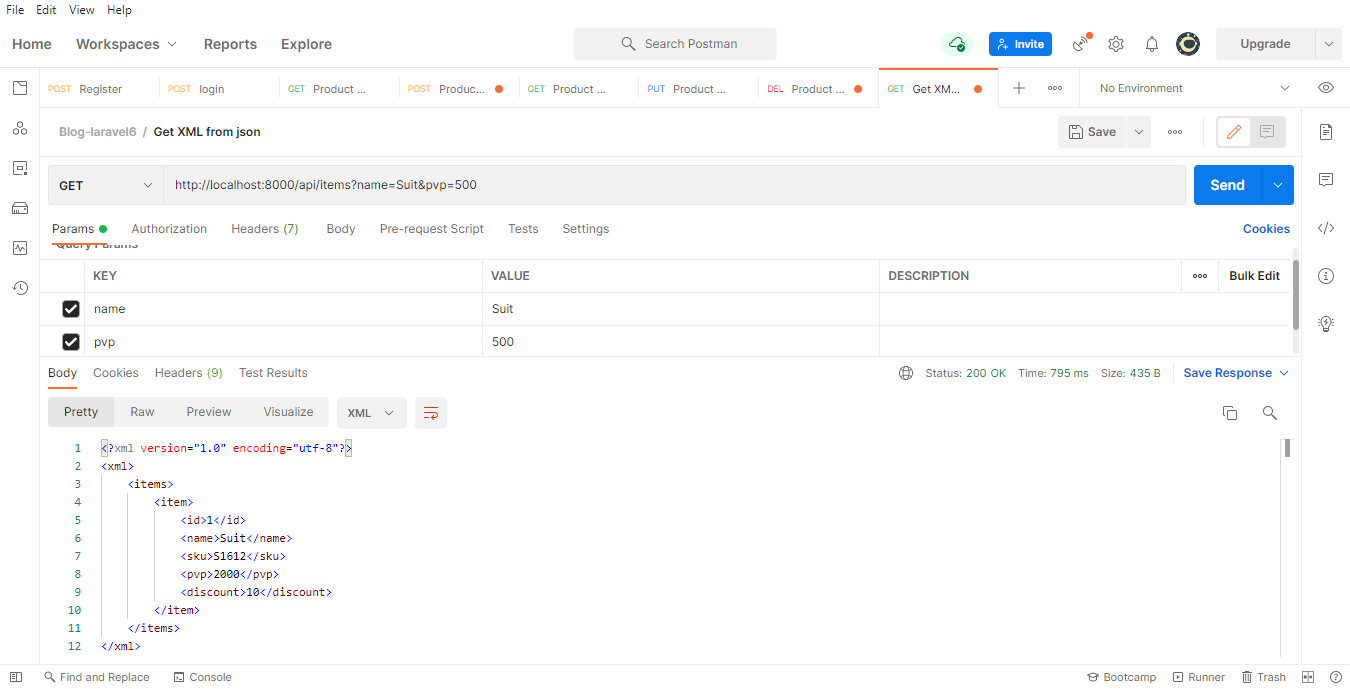 File Edit View Help
Home Workspaces Reports Explore Search Postman Invite Upgrade
POST Register POST login GET Product ... POST Produc... GET Product ... PUT Product ... DEL Product ... GET Get XM... No Environment
Blog-laravel6 / Get XML from json Save
GET http://localhost:8000/api/items?name=Suit&pvp=500 Send
Params Authorization Headers (7) Body Pre-request Script Tests Settings Cookies
Query Params
KEY VALUE DESCRIPTION Bulk Edit
name Suit
pvp 500
Body Cookies Headers (9) Test Results Status: 200 OK Time: 795 ms Size: 435 B Save Response
Pretty Raw Preview Visualize XML
1 <?xml version="1.0" encoding="utf-8"?>
2 <xml>
3 <items>
4 <item>
5 <id>1</id>
6 <name>Suit</name>
7 <sku>S1612</sku>
8 <pvp>2000</pvp>
9 <discount>10</discount>
10 </item>
11 </items>
12 </xml>
Find and Replace Console Bootcamp Runner Trash